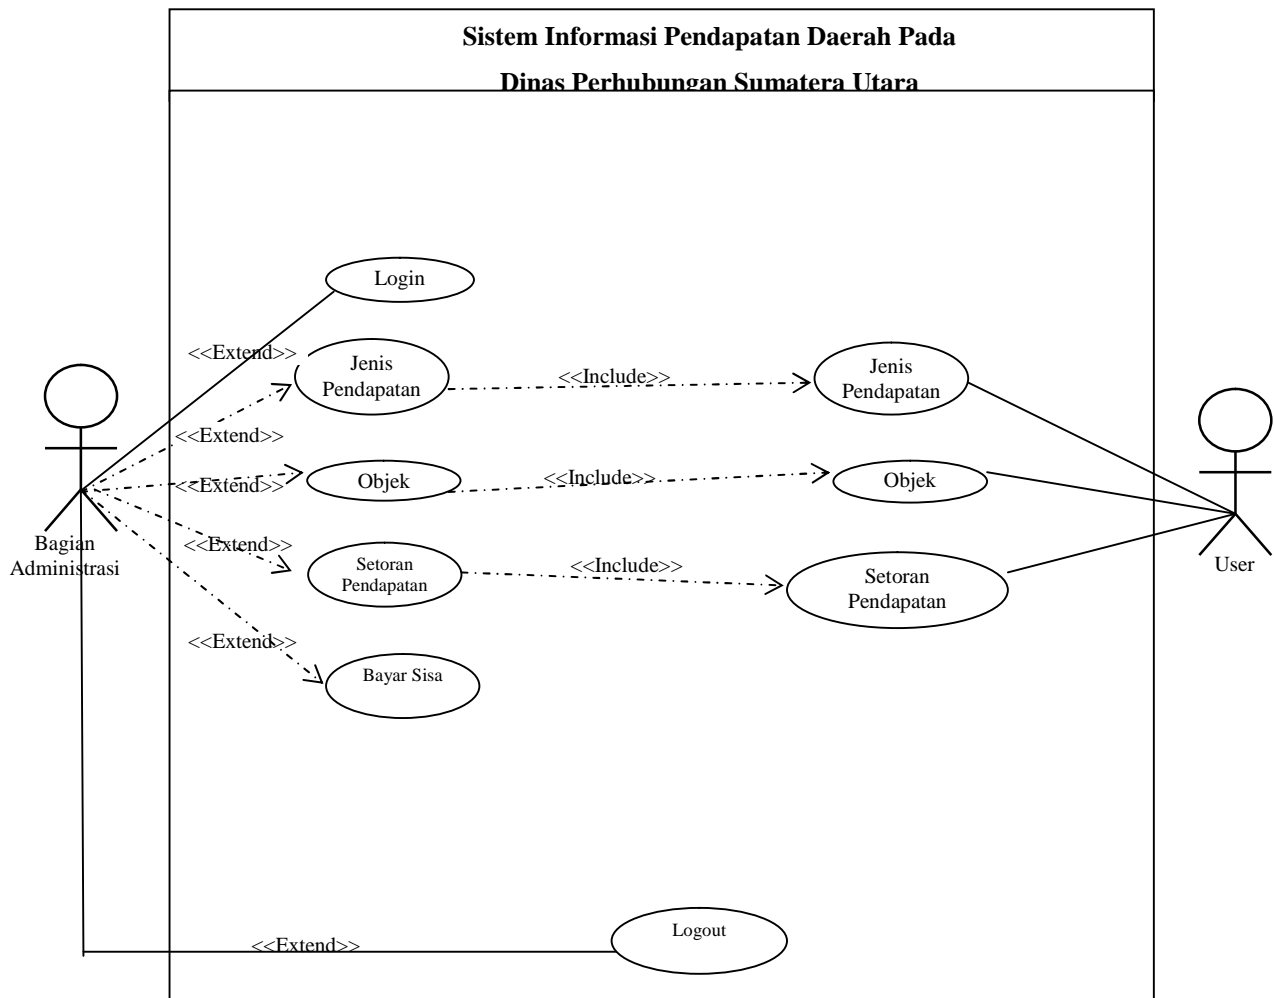 Sistem Informasi Pendapatan Daerah Pada
Dinas Perhubungan Sumatera Utara
Login
<<Extend>>
Jenis
Pendapatan
<<Include>>
Jenis
Pendapatan
<<Extend>>
<<Extend>>
Objek
<<Include>>
Objek
Bagian
Administrasi
<<Extend>>
Setoran
Pendapatan
<<Include>>
Setoran
Pendapatan
User
<<Extend>>
Bayar Sisa
Logout
<<Extend>>